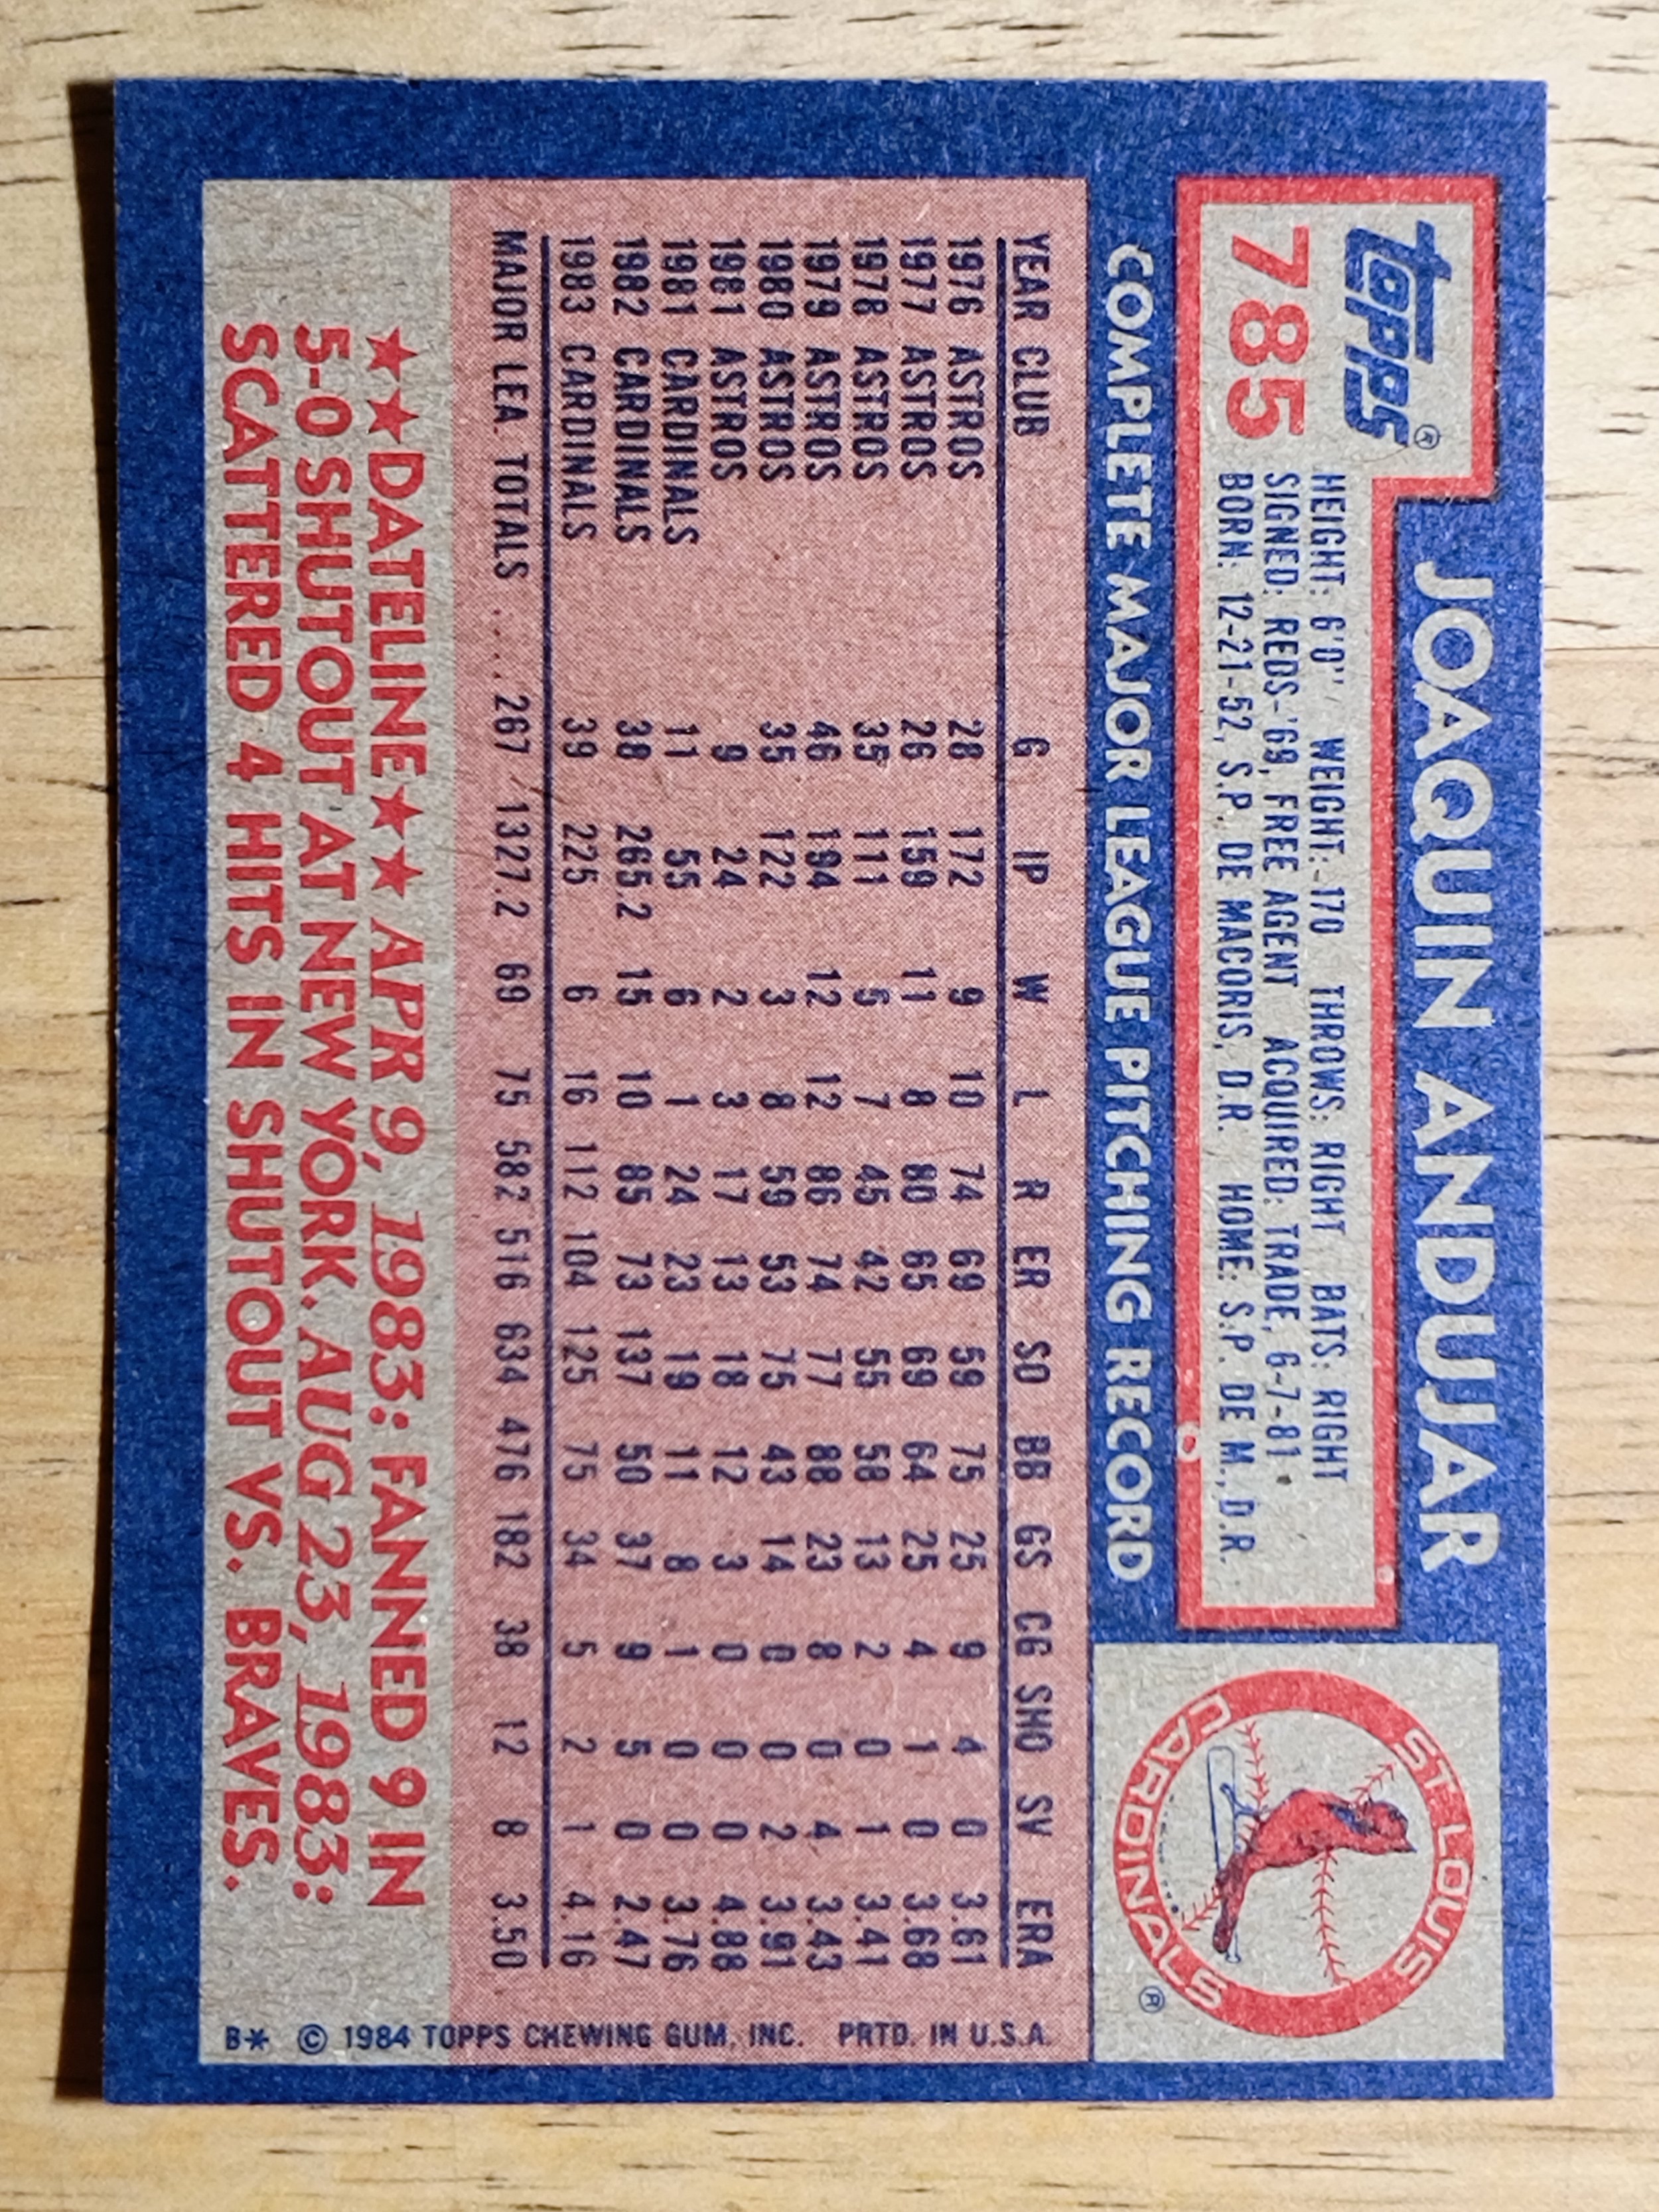 topps®
785
JOAQUIN ANDUJAR
HEIGHT: 6'0" WEIGHT: 170 THROWS: RIGHT BATS: RIGHT
SIGNED: REDS-'69, FREE AGENT ACQUIRED: TRADE, 6-7-81
BORN: 12-21-52, S.P. DE MACORIS, D.R. HOME: S.P. DE M., D.R.
ST. LOUIS
CARDINALS ®
COMPLETE MAJOR LEAGUE PITCHING RECORD
YEAR CLUB G IP W L R ER SO BB GS CG SHO SV ERA
1976 ASTROS 28 172 9 10 74 69 59 75 25 9 4 0 3.61
1977 ASTROS 26 159 11 8 80 65 69 64 25 4 1 0 3.68
1978 ASTROS 35 111 5 7 45 42 55 58 13 2 0 1 3.41
1979 ASTROS 46 194 12 12 86 74 77 88 23 8 0 4 3.43
1980 ASTROS 35 122 3 8 59 53 75 43 14 0 0 2 3.91
1981 ASTROS 9 24 2 3 17 13 18 12 3 0 0 0 4.88
1981 CARDINALS 11 55 6 1 24 23 19 11 8 1 0 0 3.76
1982 CARDINALS 38 265.2 15 10 85 73 137 50 37 9 5 0 2.47
1983 CARDINALS 39 225 6 16 112 104 125 75 34 5 2 1 4.16
MAJOR LEA. TOTALS ..... 267 1327.2 69 75 582 516 634 476 182 38 12 8 3.50
★★DATELINE★★ APR 9, 1983: FANNED 9 IN
5-0 SHUTOUT AT NEW YORK. AUG 23, 1983:
SCATTERED 4 HITS IN SHUTOUT VS. BRAVES.
B* © 1984 TOPPS CHEWING GUM, INC. PRTD. IN U.S.A.